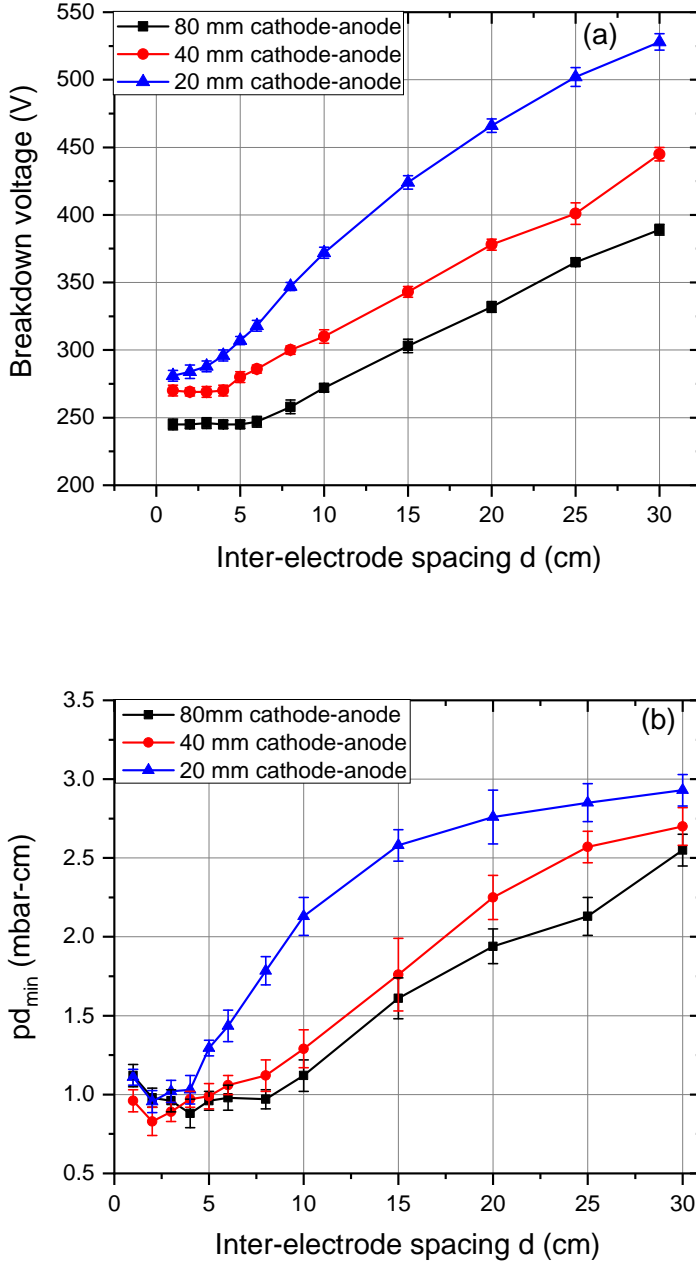 550
500
450
400
350
300
250
200
Breakdown voltage (V)
80 mm cathode-anode
40 mm cathode-anode
20 mm cathode-anode
(a)
0 5 10 15 20 25 30
Inter-electrode spacing d (cm)
3.5
3.0
2.5
2.0
1.5
1.0
0.5
pd_min (mbar-cm)
80mm cathode-anode
40 mm cathode-anode
20 mm cathode-anode
(b)
0 5 10 15 20 25 30
Inter-electrode spacing d (cm)